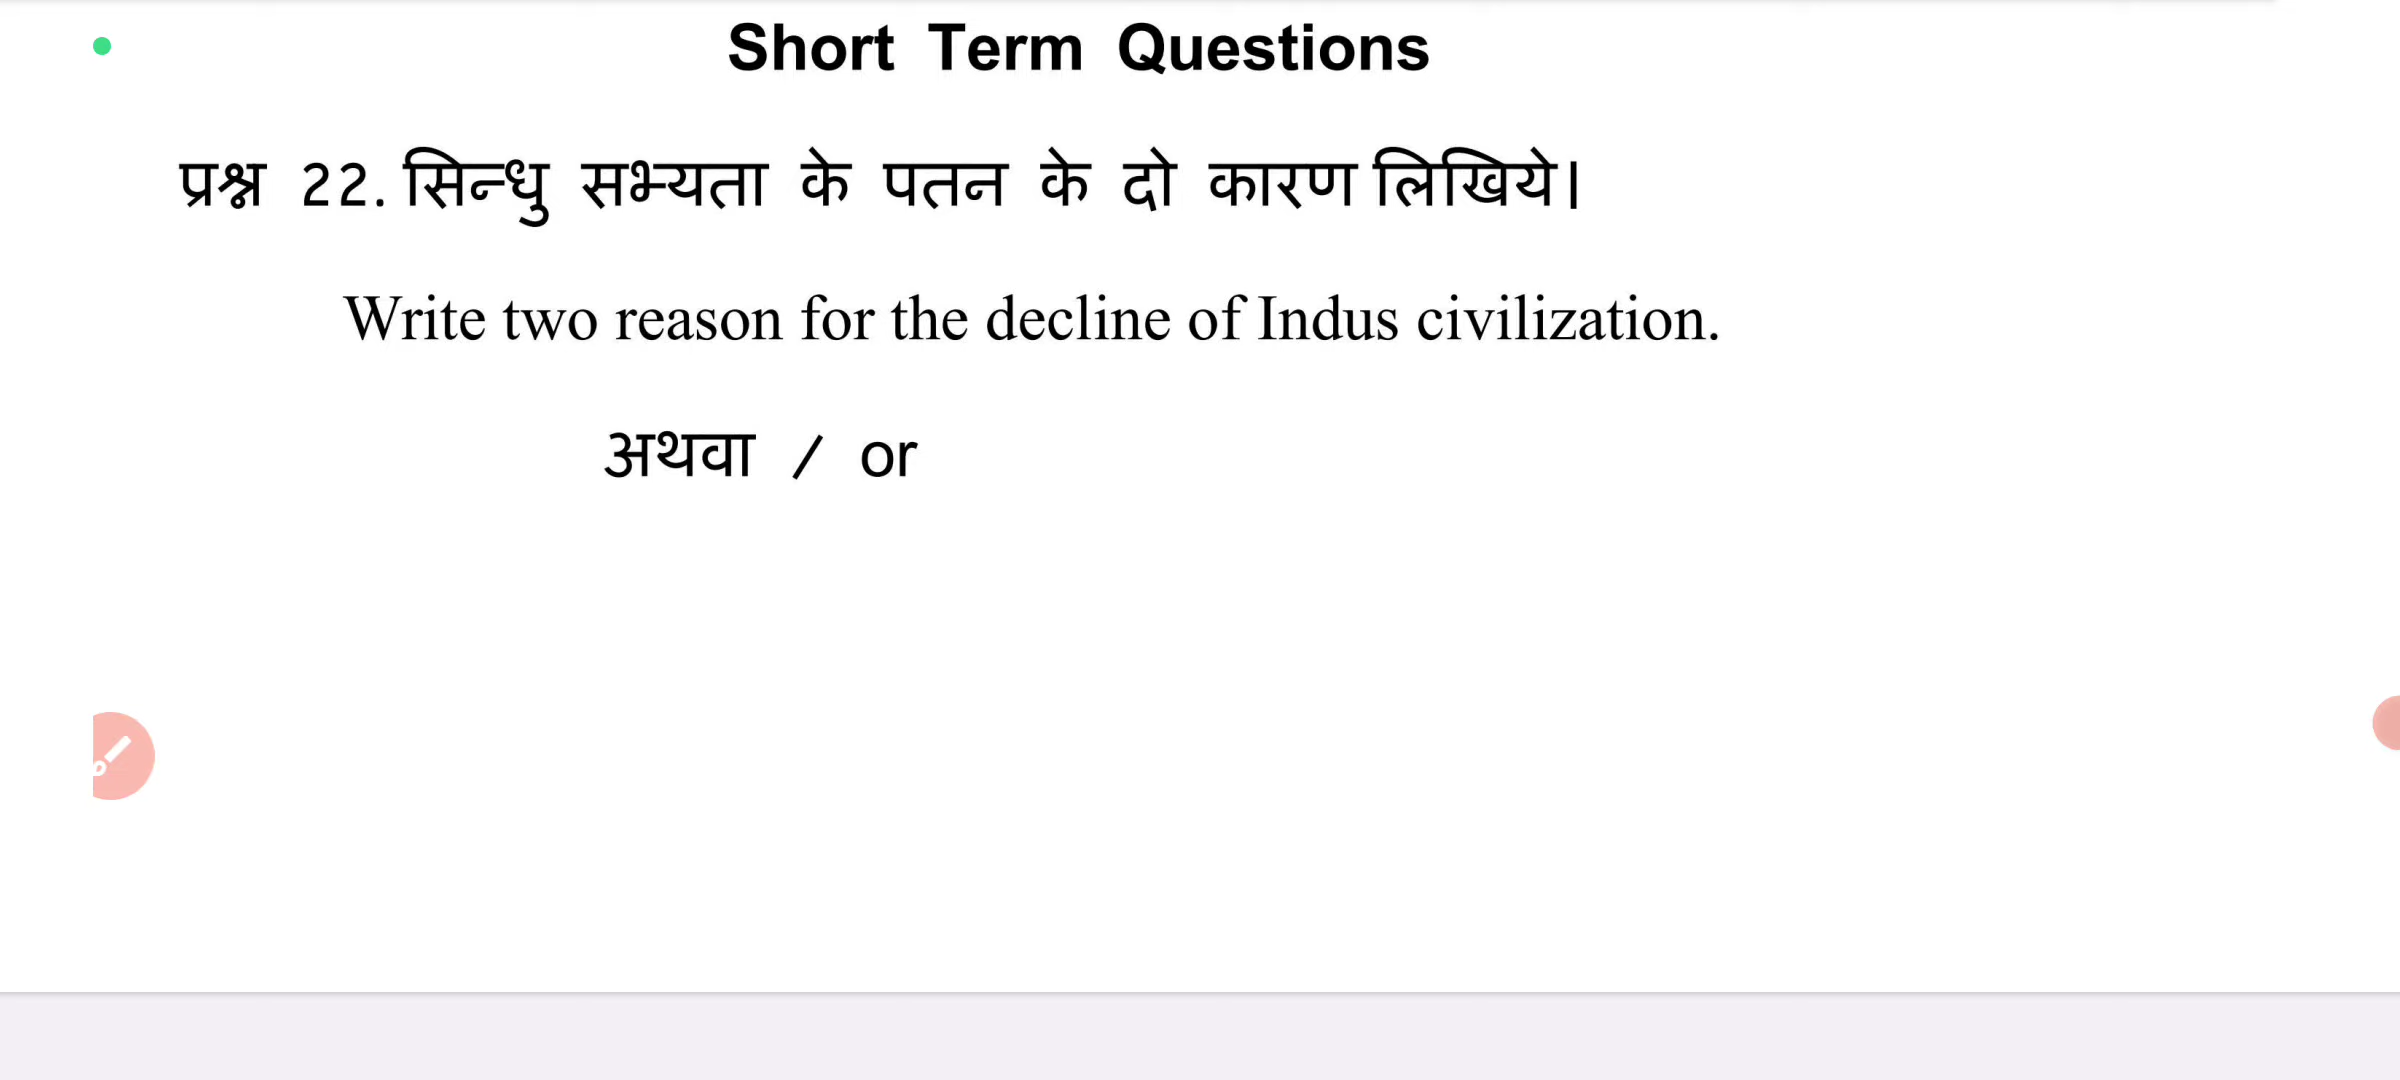 Short Term Questions
प्रश्न 22. सिन्धु सभ्यता के पतन के दो कारण लिखिये।
Write two reason for the decline of Indus civilization.
अथवा / or